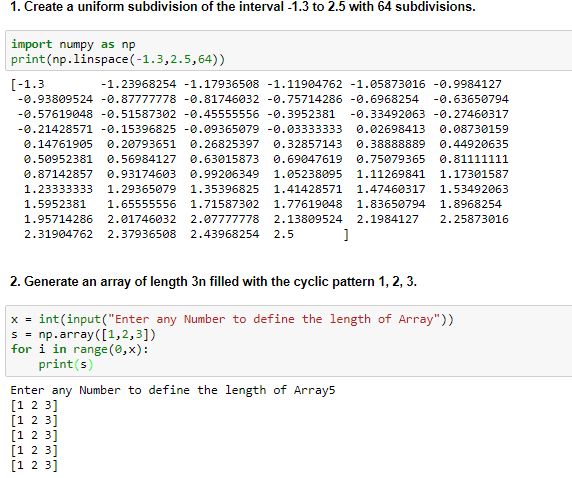 1. Create a uniform subdivision of the interval -1.3 to 2.5 with 64 subdivisions.
import numpy as np
print(np.linspace(-1.3,2.5,64))
[-1.3        -1.23968254 -1.17936508 -1.11904762 -1.05873016 -0.9984127
 -0.93809524 -0.87777778 -0.81746032 -0.75714286 -0.6968254  -0.63650794
 -0.57619048 -0.51587302 -0.45555556 -0.3952381  -0.33492063 -0.27460317
 -0.21428571 -0.15396825 -0.09365079 -0.03333333  0.02698413  0.08730159
  0.14761905  0.20793651  0.26825397  0.32857143  0.38888889  0.44920635
  0.50952381  0.56984127  0.63015873  0.69047619  0.75079365  0.81111111
  0.87142857  0.93174603  0.99206349  1.05238095  1.11269841  1.17301587
  1.23333333  1.29365079  1.35396825  1.41428571  1.47460317  1.53492063
  1.5952381   1.65555556  1.71587302  1.77619048  1.83650794  1.8968254
  1.95714286  2.01746032  2.07777778  2.13809524  2.1984127   2.25873016
  2.31904762  2.37936508  2.43968254  2.5       ]
2. Generate an array of length 3n filled with the cyclic pattern 1, 2, 3.
x = int(input("Enter any Number to define the length of Array"))
s = np.array([1,2,3])
for i in range(0,x):
    print(s)
Enter any Number to define the length of Array5
[1 2 3]
[1 2 3]
[1 2 3]
[1 2 3]
[1 2 3]